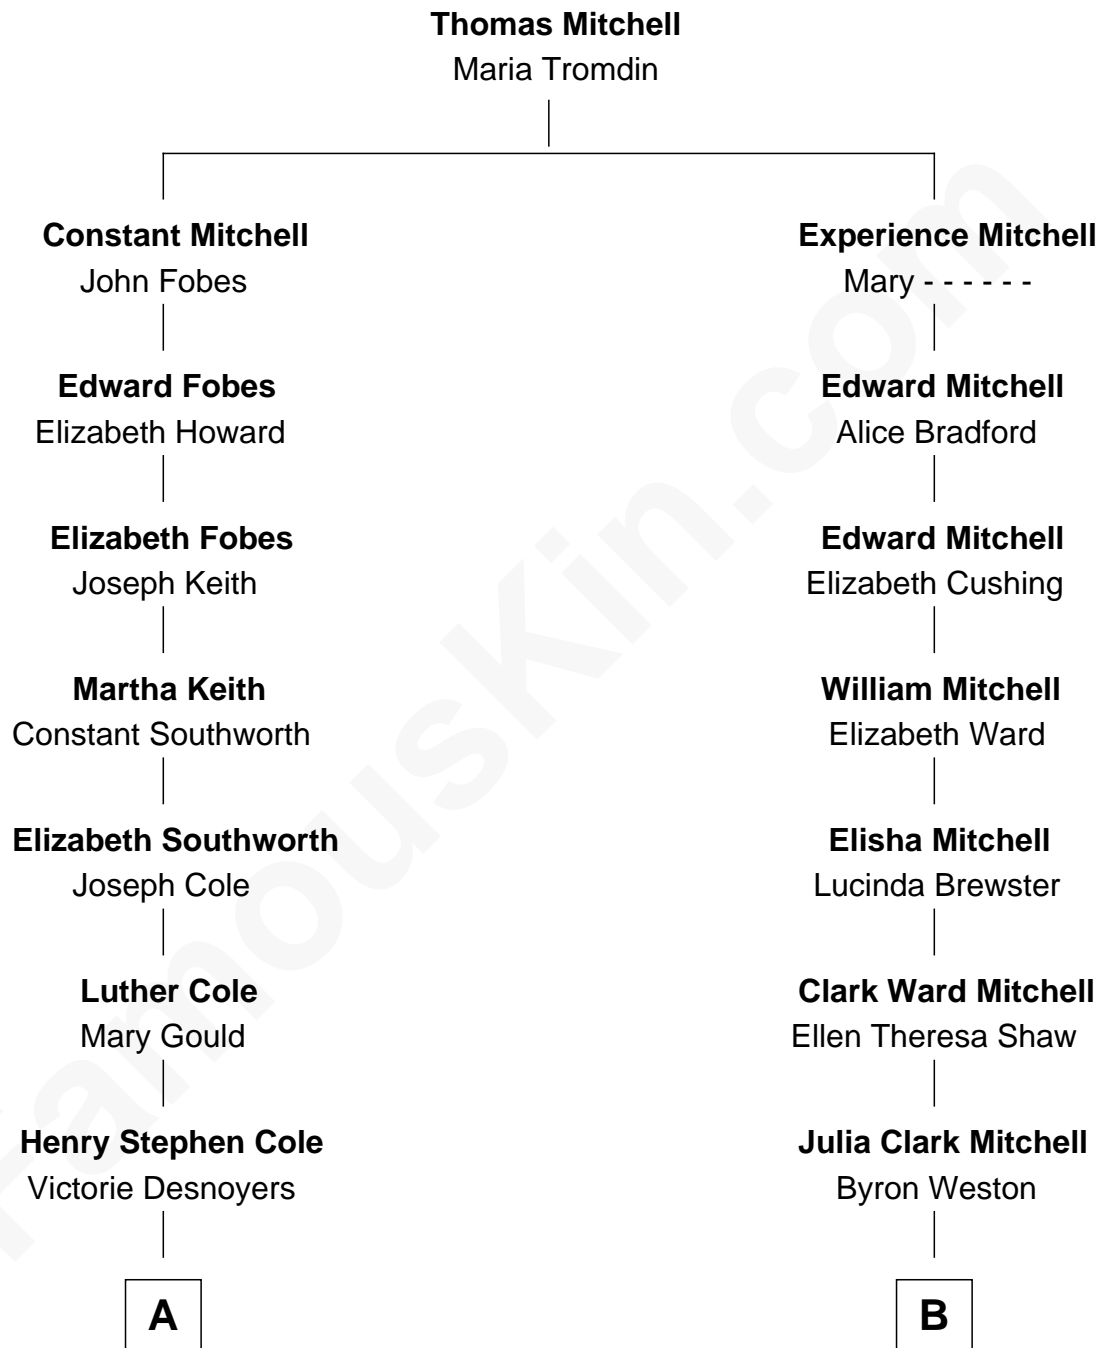 Thomas Mitchell
Maria Tromdin
Constant Mitchell
John Fobes
Experience Mitchell
Mary - - - - - -
Edward Fobes
Elizabeth Howard
Edward Mitchell
Alice Bradford
Elizabeth Fobes
Joseph Keith
Edward Mitchell
Elizabeth Cushing
Martha Keith
Constant Southworth
William Mitchell
Elizabeth Ward
Elizabeth Southworth
Joseph Cole
Elisha Mitchell
Lucinda Brewster
Luther Cole
Mary Gould
Clark Ward Mitchell
Ellen Theresa Shaw
Henry Stephen Cole
Victorie Desnoyers
Julia Clark Mitchell
Byron Weston
A
B
FamousKin.com